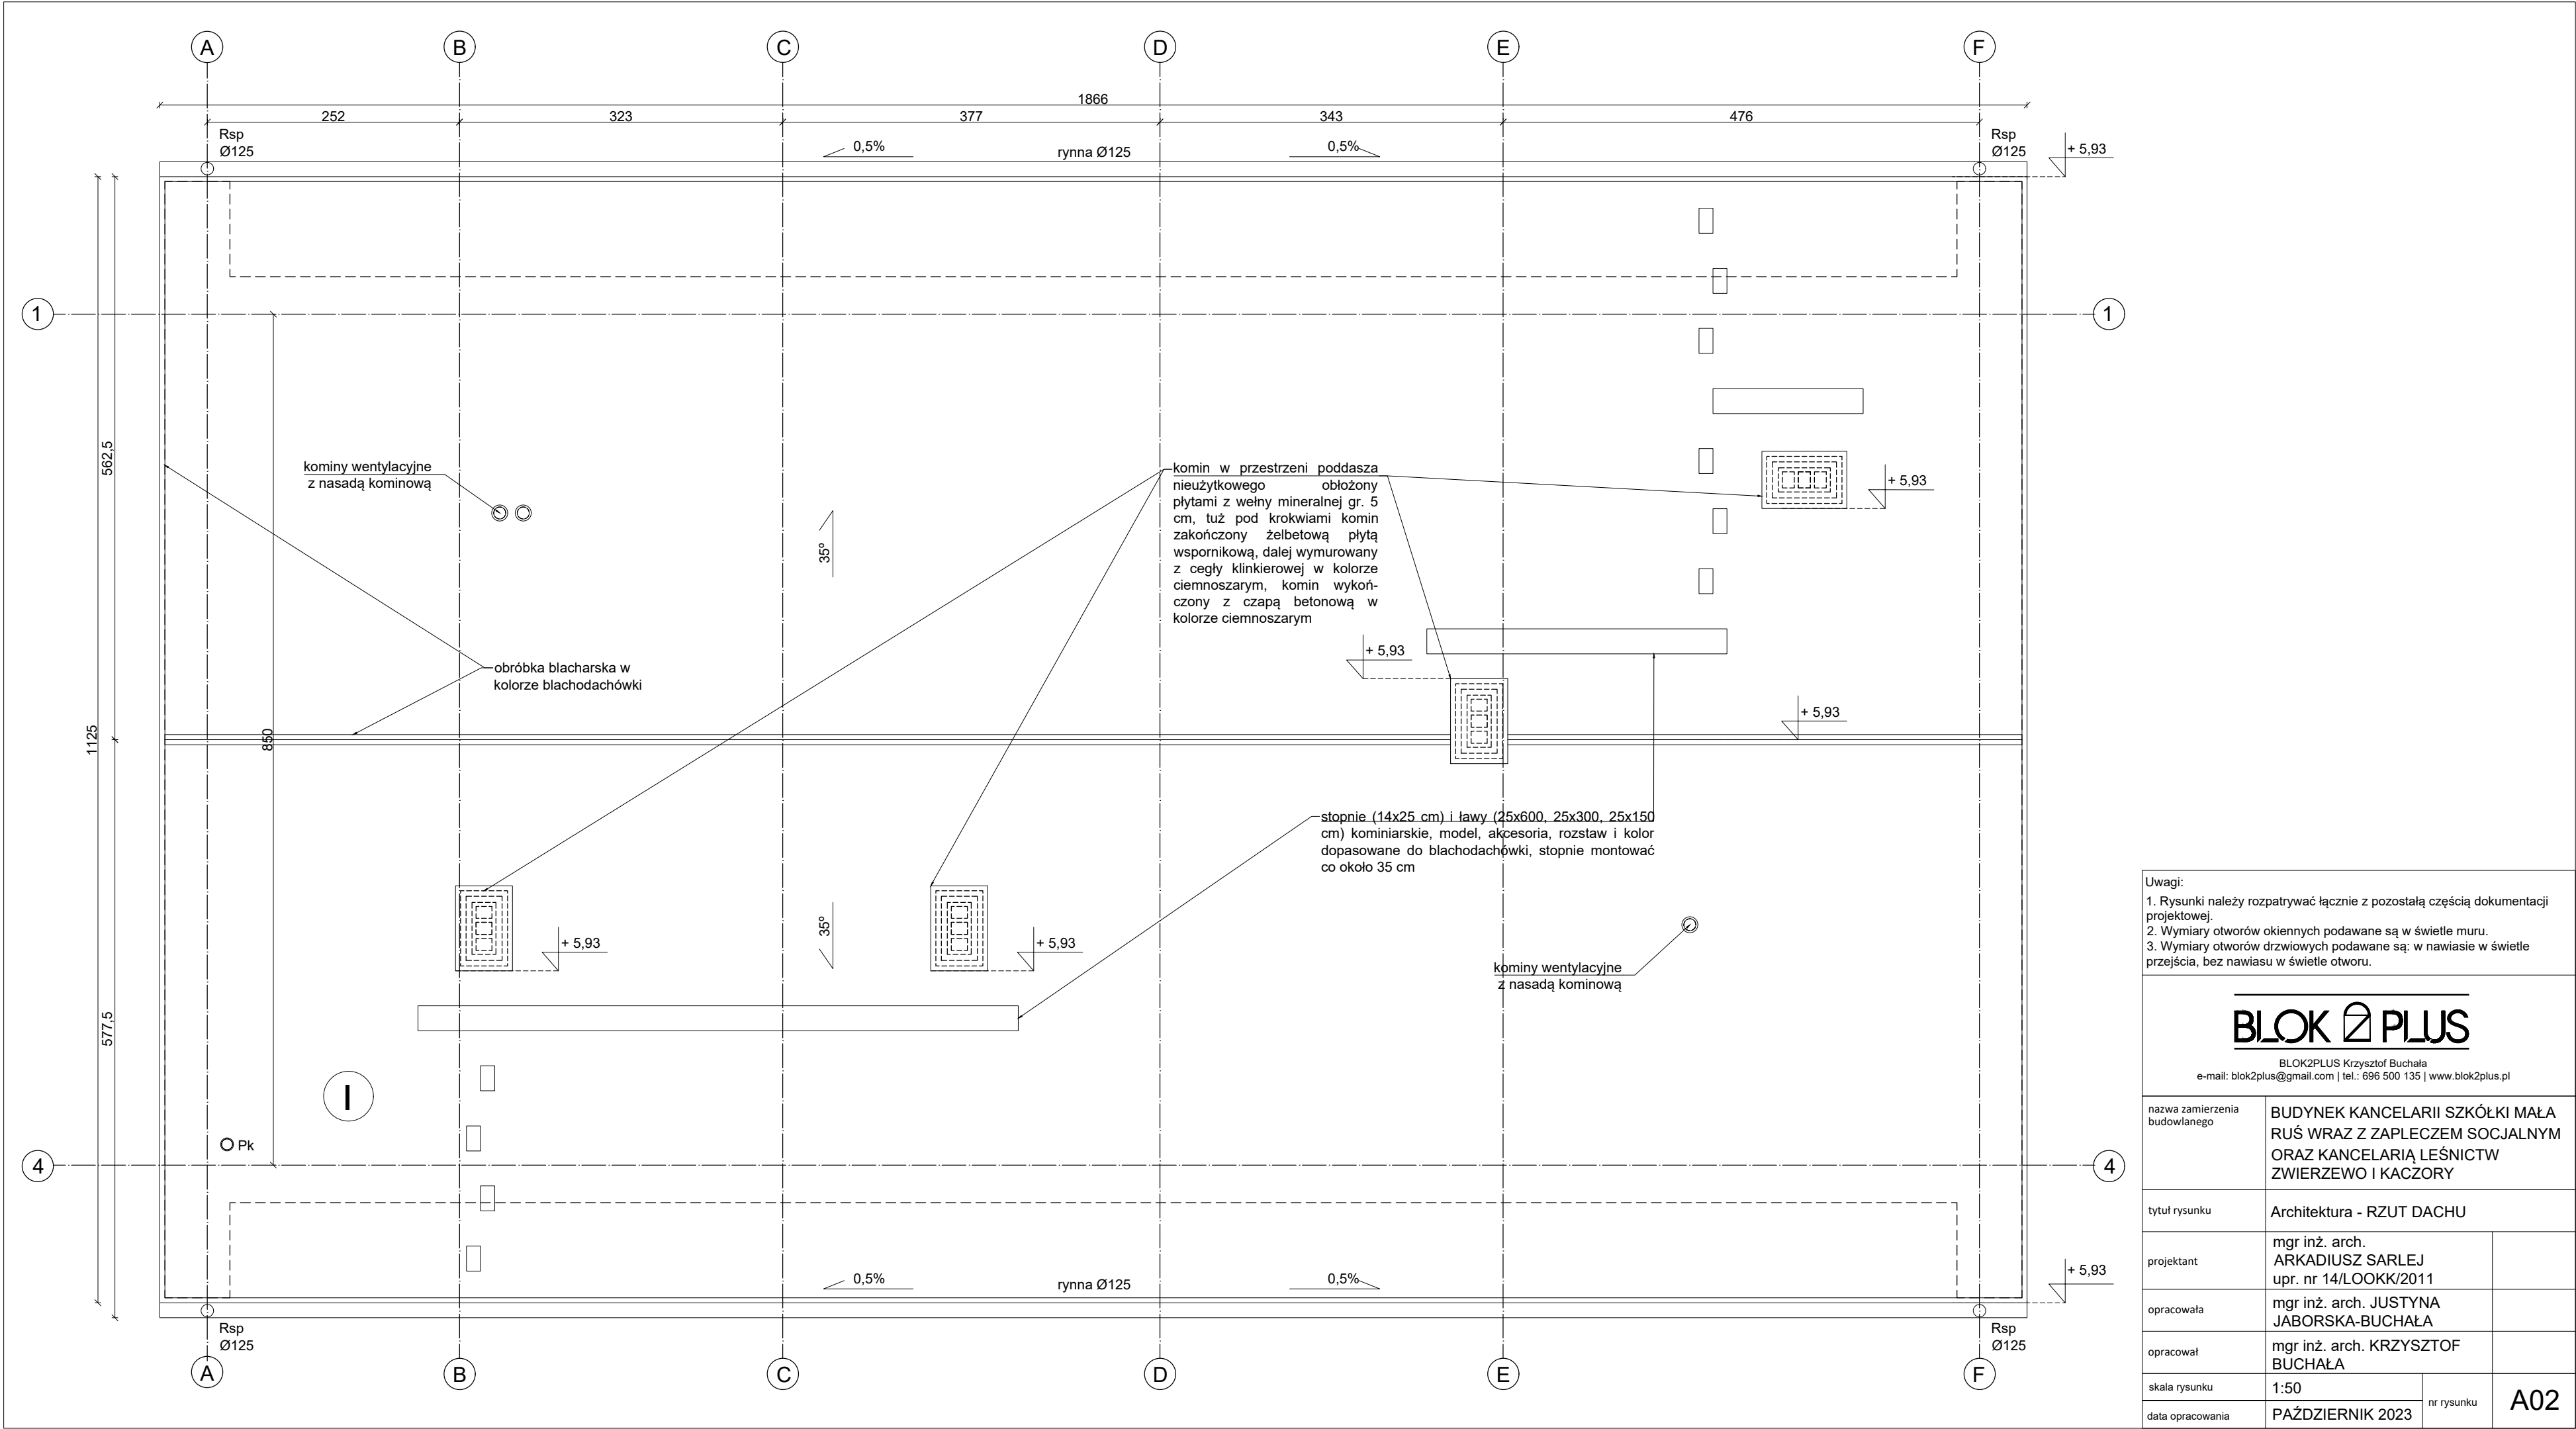 A
B
C
D
E
F
1866
252
323
377
343
476
Rsp
Ø125
0,5%
rynna Ø125
0,5%
Rsp
Ø125
+ 5,93
1
1
562,5
kominy wentylacyjne
z nasadą kominową
35º
komin w przestrzeni poddasza
nieużytkowego obłożony
płytami z wełny mineralnej gr. 5
cm, tuż pod krokwiami komin
zakończony żelbetową płytą
wspornikową, dalej wymurowany
z cegły klinkierowej w kolorze
ciemnoszarym, komin wykoń-
czony z czapą betonową w
kolorze ciemnoszarym
+ 5,93
+ 5,93
obróbka blacharska w
kolorze blachodachówki
+ 5,93
1125
850
stopnie (14x25 cm) i ławy (25x600, 25x300, 25x150
cm) kominiarskie, model, akcesoria, rozstaw i kolor
dopasowane do blachodachówki, stopnie montować
co około 35 cm
35º
+ 5,93
+ 5,93
kominy wentylacyjne
z nasadą kominową
577,5
I
Pk
4
4
0,5%
rynna Ø125
0,5%
+ 5,93
Rsp
Ø125
Rsp
Ø125
A
B
C
D
E
F
Uwagi:
1. Rysunki należy rozpatrywać łącznie z pozostałą częścią dokumentacji
projektowej.
2. Wymiary otworów okiennych podawane są w świetle muru.
3. Wymiary otworów drzwiowych podawane są: w nawiasie w świetle
przejścia, bez nawiasu w świetle otworu.
BLOK 2 PLUS
BLOK2PLUS Krzysztof Buchała
e-mail: blok2plus@gmail.com | tel.: 696 500 135 | www.blok2plus.pl
nazwa zamierzenia
budowlanego
BUDYNEK KANCELARII SZKÓŁKI MAŁA
RUŚ WRAZ Z ZAPLECZEM SOCJALNYM
ORAZ KANCELARIĄ LEŚNICTW
ZWIERZEWO I KACZORY
tytuł rysunku
Architektura - RZUT DACHU
projektant
mgr inż. arch.
ARKADIUSZ SARLEJ
upr. nr 14/LOOKK/2011
opracowała
mgr inż. arch. JUSTYNA
JABORSKA-BUCHAŁA
opracował
mgr inż. arch. KRZYSZTOF
BUCHAŁA
skala rysunku
1:50
data opracowania
PAŹDZIERNIK 2023
nr rysunku
A02